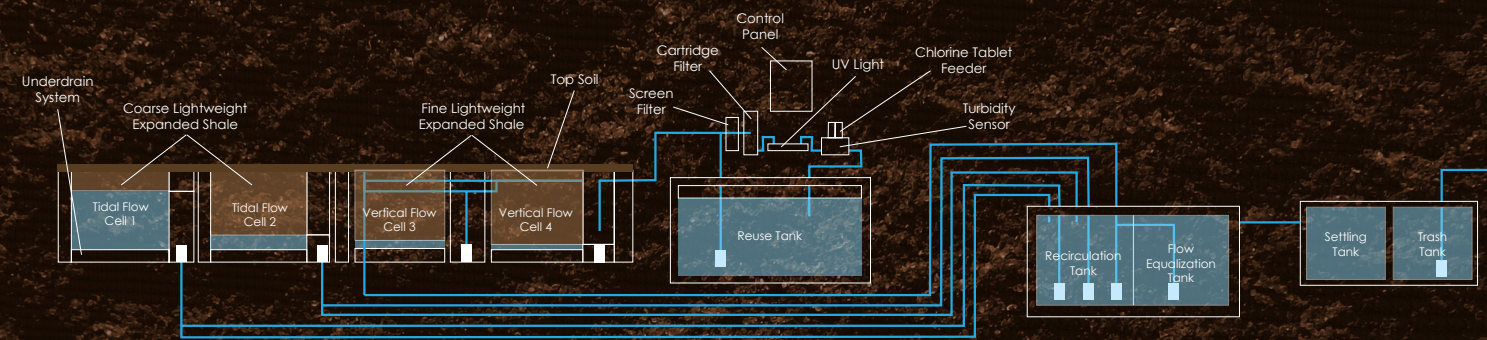 Control
Panel
Cartridge
Filter
Chlorine Tablet
Feeder
UV Light
Underdrain
System
Top Soil
Screen
Filter
Coarse Lightweight
Expanded Shale
Fine Lightweight
Expanded Shale
Turbidity
Sensor
Tidal Flow
Cell 1
Tidal Flow
Cell 2
Vertical Flow
Cell 3
Vertical Flow
Cell 4
Reuse Tank
Recirculation
Tank
Flow
Equalization
Tank
Settling
Tank
Trash
Tank